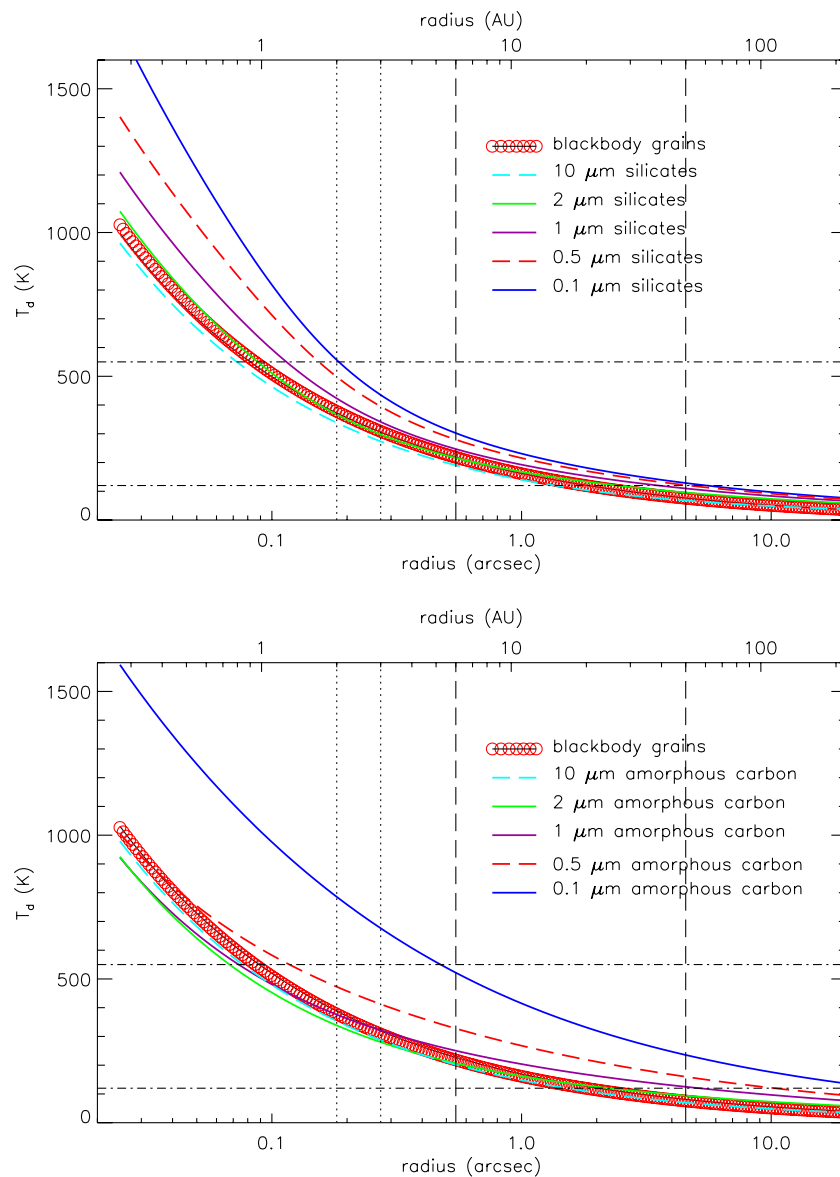 radius (AU)
1 10 100
1500
1000
500
0
T_d (K)
blackbody grains
10 μm silicates
2 μm silicates
1 μm silicates
0.5 μm silicates
0.1 μm silicates
0.1 1.0 10.0
radius (arcsec)
radius (AU)
1 10 100
1500
1000
500
0
T_d (K)
blackbody grains
10 μm amorphous carbon
2 μm amorphous carbon
1 μm amorphous carbon
0.5 μm amorphous carbon
0.1 μm amorphous carbon
0.1 1.0 10.0
radius (arcsec)